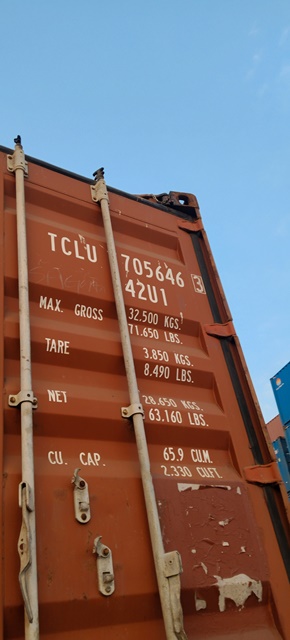 TCLU 705646 3
42U1
MAX. GROSS 32.500 KGS.
71.650 LBS.
TARE 3.850 KGS.
8.490 LBS.
NET 28.650 KGS.
63.160 LBS.
CU. CAP. 65.9 CU.M.
2.330 CU.FT.